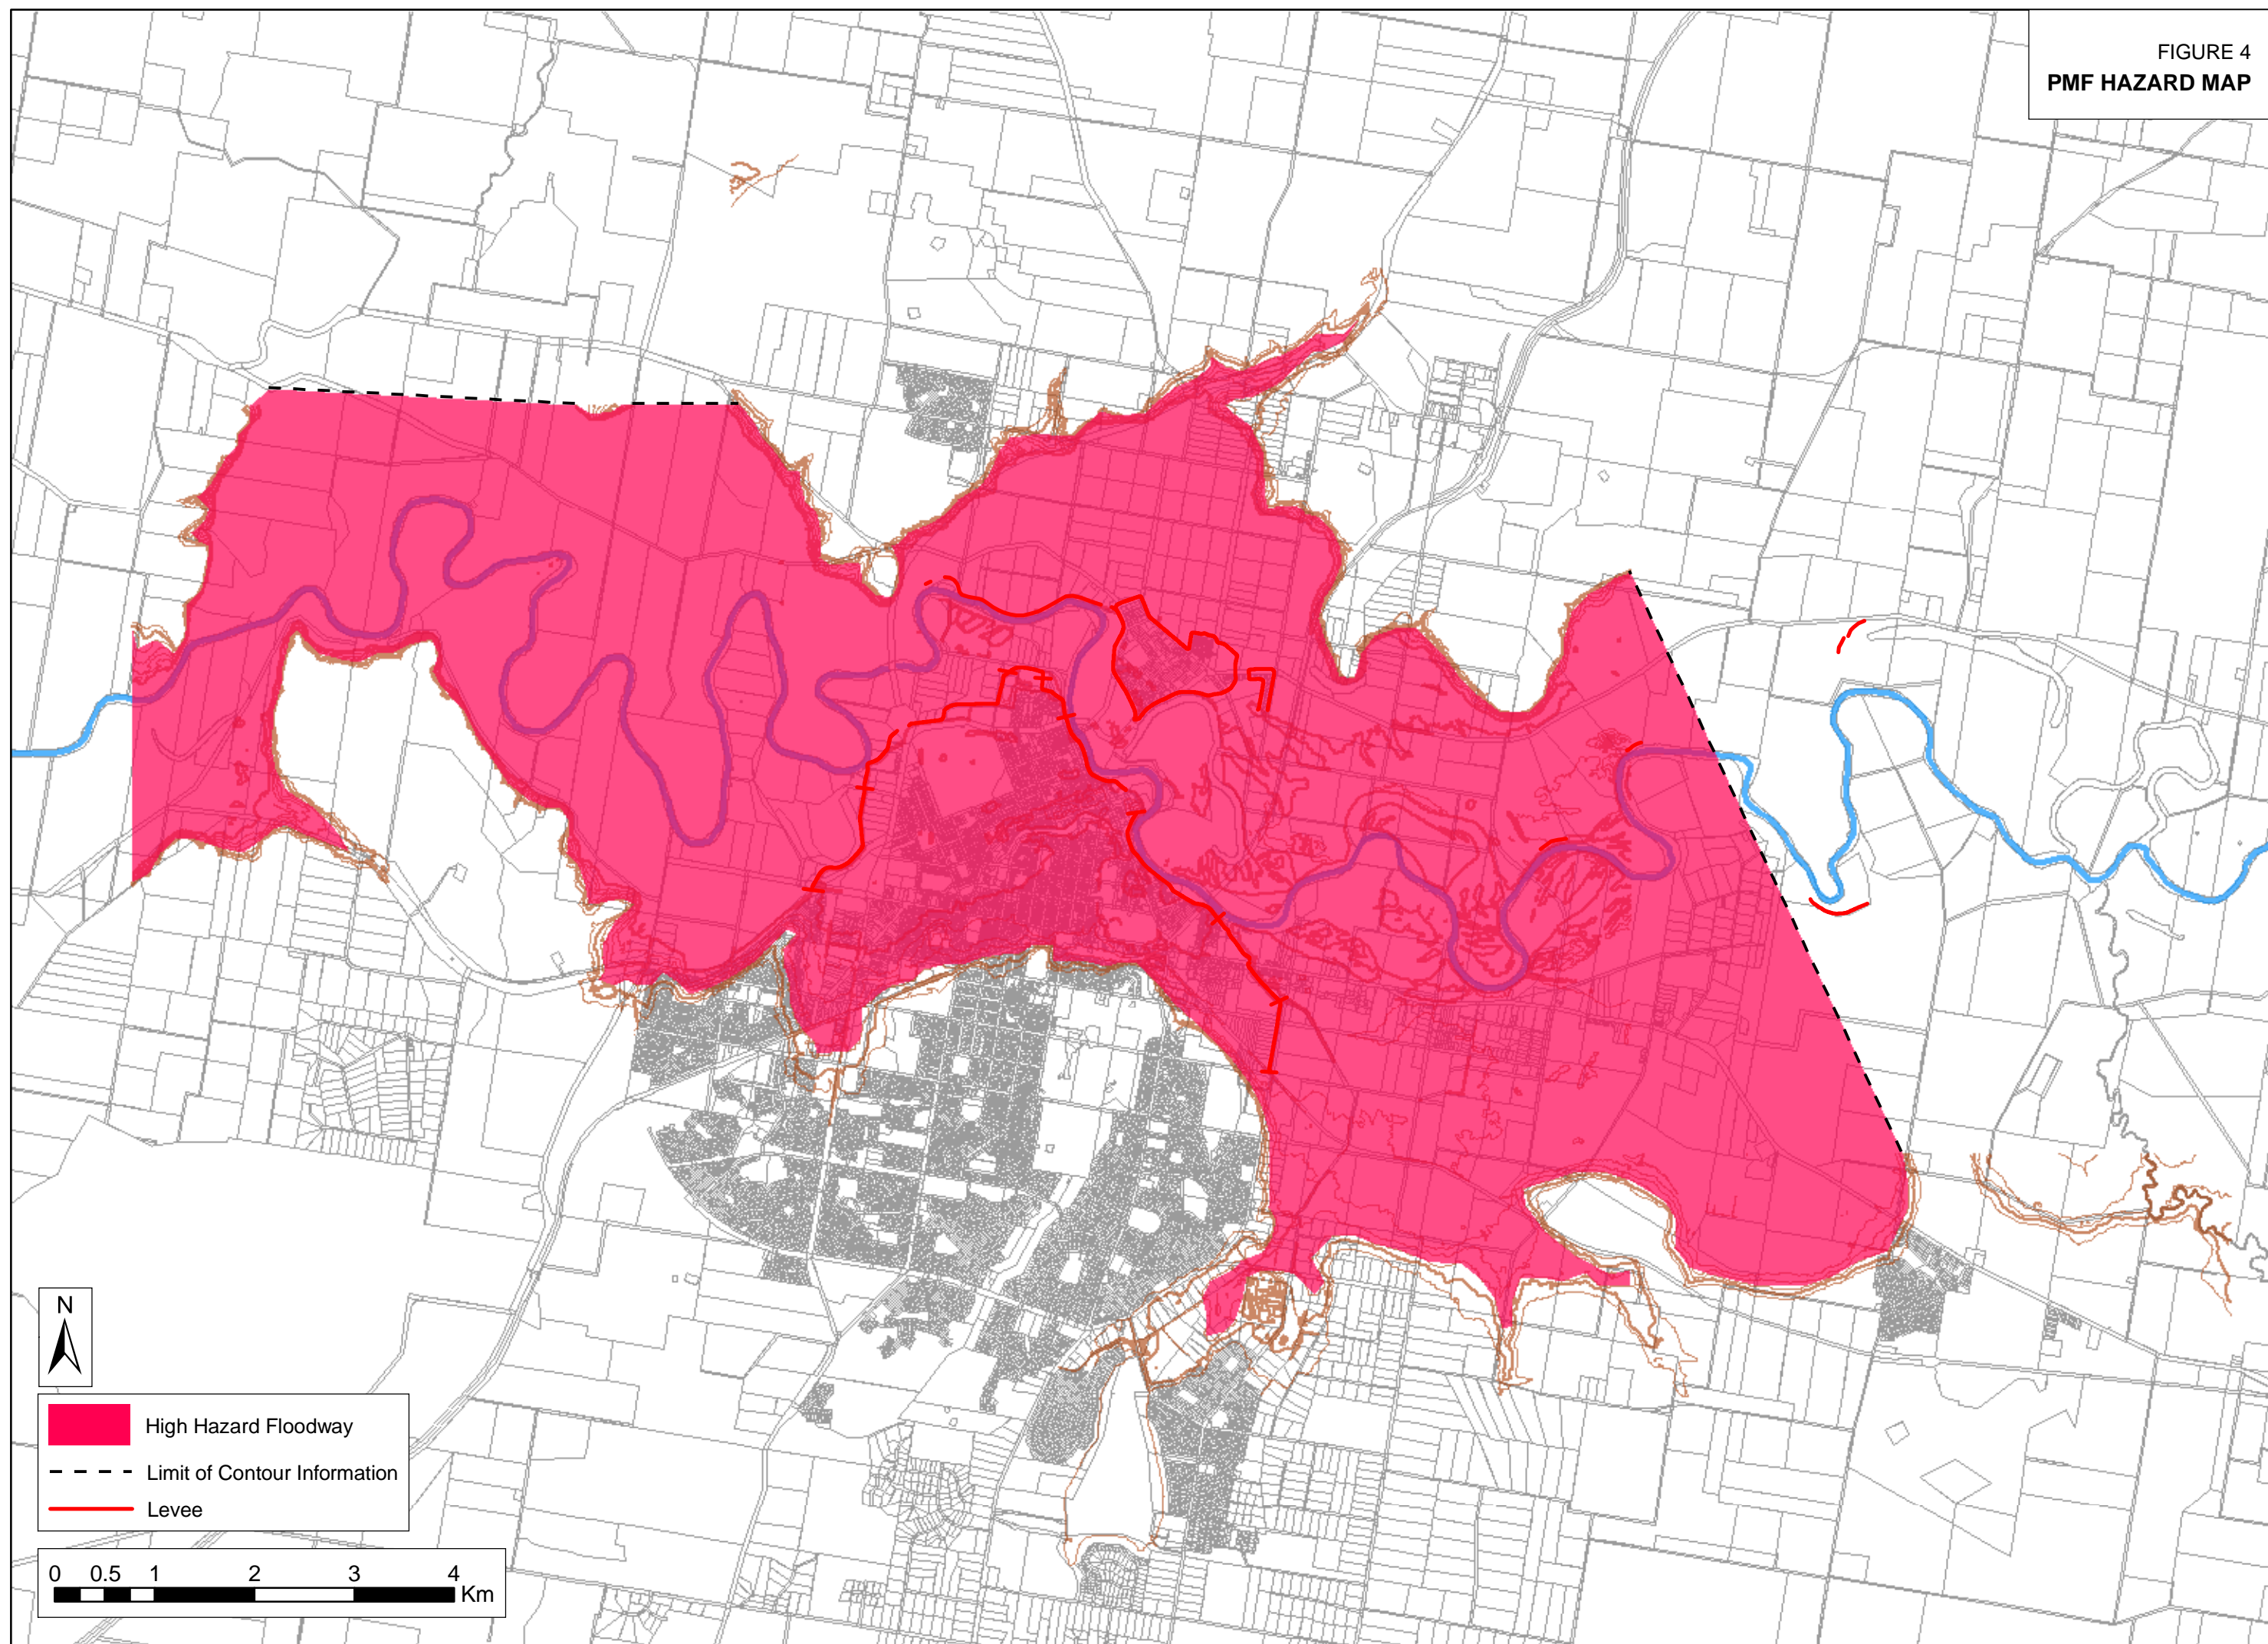 FIGURE 4
PMF HAZARD MAP
N
High Hazard Floodway
Limit of Contour Information
Levee
0 0.5 1 2 3 4
Km